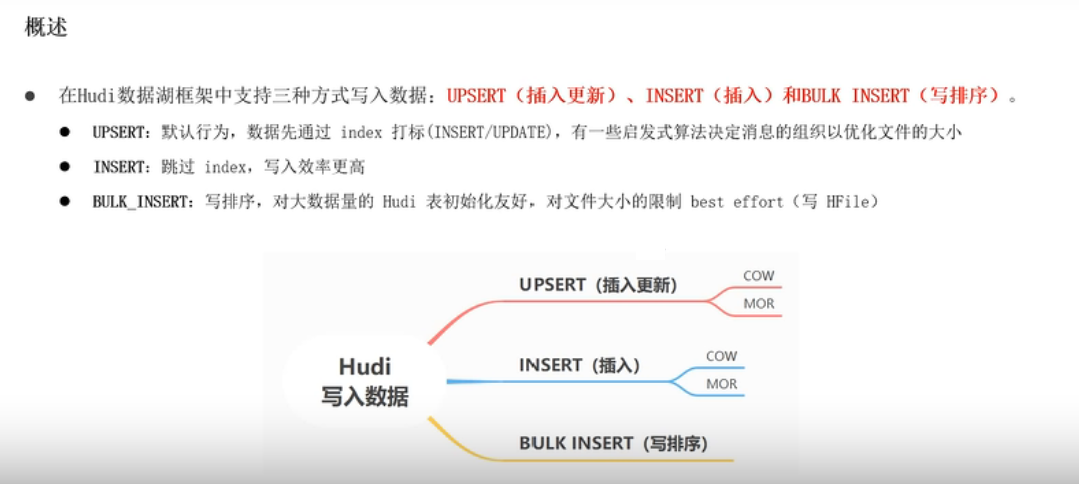 概述
在Hudi数据湖框架中支持三种方式写入数据：UPSERT（插入更新）、INSERT（插入）和BULK INSERT（写排序）。
UPSERT：默认行为，数据先通过 index 打标(INSERT/UPDATE)，有一些启发式算法决定消息的组织以优化文件的大小
INSERT：跳过 index，写入效率更高
BULK_INSERT：写排序，对大数据量的 Hudi 表初始化友好，对文件大小的限制 best effort（写 HFile）
UPSERT（插入更新）
COW
MOR
Hudi
写入数据
INSERT（插入）
COW
MOR
BULK INSERT（写排序）